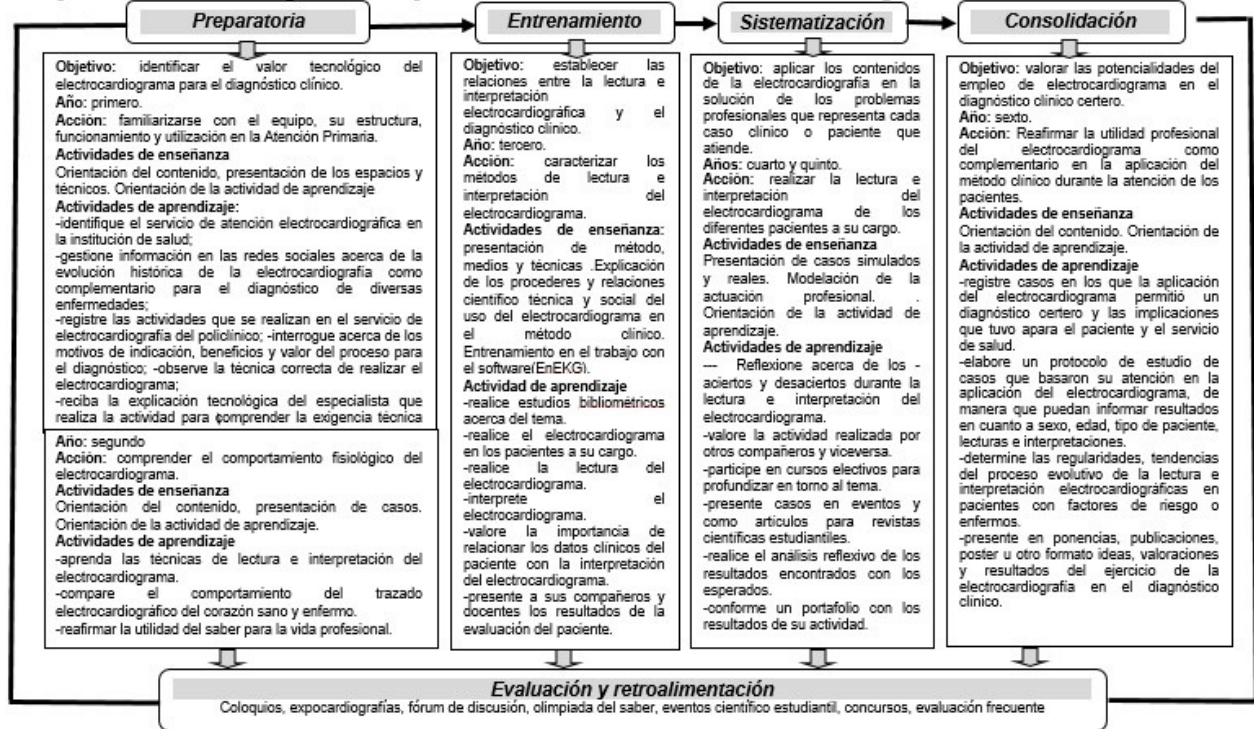 Preparatoria
Objetivo: identificar el valor tecnológico del
electrocardiograma para el diagnóstico clínico.
Año: primero.
Acción: familiarizarse con el equipo, su estructura,
funcionamiento y utilización en la Atención Primaria.
Actividades de enseñanza
Orientación del contenido, presentación de los espacios y
técnicos. Orientación de la actividad de aprendizaje
Actividades de aprendizaje:
-identifique el servicio de atención electrocardiográfica en
la institución de salud;
-gestione información en las redes sociales acerca de la
evolución histórica de la electrocardiografía como
complementario para el diagnóstico de diversas
enfermedades;
-registre las actividades que se realizan en el servicio de
electrocardiografía del policlínico; -interrogue acerca de los
motivos de indicación, beneficios y valor del proceso para
el diagnóstico; -observe la técnica correcta de realizar el
electrocardiograma;
-reciba la explicación tecnológica del especialista que
realiza la actividad para comprender la exigencia técnica
Año: segundo
Acción: comprender el comportamiento fisiológico del
electrocardiograma.
Actividades de enseñanza
Orientación del contenido, presentación de casos.
Orientación de la actividad de aprendizaje.
Actividades de aprendizaje
-aprenda las técnicas de lectura e interpretación del
electrocardiograma.
-compare el comportamiento del trazado
electrocardiográfico del corazón sano y enfermo.
-reafirmar la utilidad del saber para la vida profesional.
Entrenamiento
Objetivo: establecer las
relaciones entre la lectura e
interpretación
electrocardiográfica y el
diagnóstico clínico.
Año: tercero.
Acción: caracterizar los
métodos de lectura e
interpretación del
electrocardiograma.
Actividades de enseñanza:
presentación de método,
medios y técnicas .Explicación
de los procederes y relaciones
científico técnica y social del
uso del electrocardiograma en
el método clínico.
Entrenamiento en el trabajo con
el software(EnEKG).
Actividad de aprendizaje
-realice estudios bibliométricos
acerca del tema.
-realice el electrocardiograma
en los pacientes a su cargo.
-realice la lectura del
electrocardiograma.
-interprete el
electrocardiograma.
-valore la importancia de
relacionar los datos clínicos del
paciente con la interpretación
del electrocardiograma.
-presente a sus compañeros y
docentes los resultados de la
evaluación del paciente.
Sistematización
Objetivo: aplicar los contenidos
de la electrocardiografía en la
solución de los problemas
profesionales que representa cada
caso clínico o paciente que
atiende.
Años: cuarto y quinto.
Acción: realizar la lectura e
interpretación del
electrocardiograma de los
diferentes pacientes a su cargo.
Actividades de enseñanza
Presentación de casos simulados
y reales. Modelación de la
actuación profesional. .
Orientación de la actividad de
aprendizaje.
Actividades de aprendizaje
--- Reflexione acerca de los -
aciertos y desaciertos durante la
lectura e interpretación del
electrocardiograma.
-valore la actividad realizada por
otros compañeros y viceversa.
-participe en cursos electivos para
profundizar en torno al tema.
-presente casos en eventos y
como artículos para revistas
científicas estudiantiles.
-realice el análisis reflexivo de los
resultados encontrados con los
esperados.
-conforme un portafolio con los
resultados de su actividad.
Consolidación
Objetivo: valorar las potencialidades del
empleo de electrocardiograma en el
diagnóstico clínico certero.
Año: sexto.
Acción: Reafirmar la utilidad profesional
del electrocardiograma como
complementario en la aplicación del
método clínico durante la atención de los
pacientes.
Actividades de enseñanza
Orientación del contenido. Orientación de
la actividad de aprendizaje.
Actividades de aprendizaje
-registre casos en los que la aplicación
del electrocardiograma permitió un
diagnóstico certero y las implicaciones
que tuvo apara el paciente y el servicio
de salud.
-elabore un protocolo de estudio de
casos que basaron su atención en la
aplicación del electrocardiograma, de
manera que puedan informar resultados
en cuanto a sexo, edad, tipo de paciente,
lecturas e interpretaciones.
-determine las regularidades, tendencias
del proceso evolutivo de la lectura e
interpretación electrocardiográficas en
pacientes con factores de riesgo o
enfermos.
-presente en ponencias, publicaciones,
poster u otro formato ideas, valoraciones
y resultados del ejercicio de la
electrocardiografía en el diagnóstico
clínico.
Evaluación y retroalimentación
Coloquios, expocardiografías, fórum de discusión, olimpiada del saber, eventos científico estudiantil, concursos, evaluación frecuente